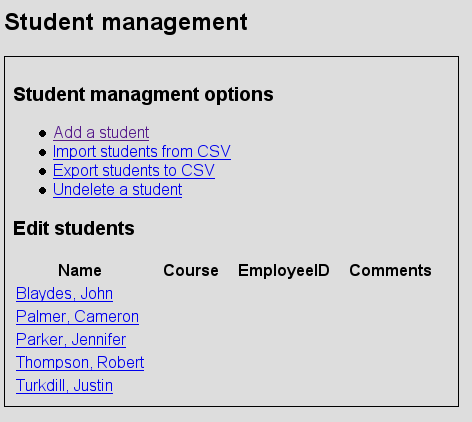 Student management
Student managment options
Add a student
Import students from CSV
Export students to CSV
Undelete a student
Edit students
Name Course EmployeeID Comments
Blaydes, John
Palmer, Cameron
Parker, Jennifer
Thompson, Robert
Turkdill, Justin